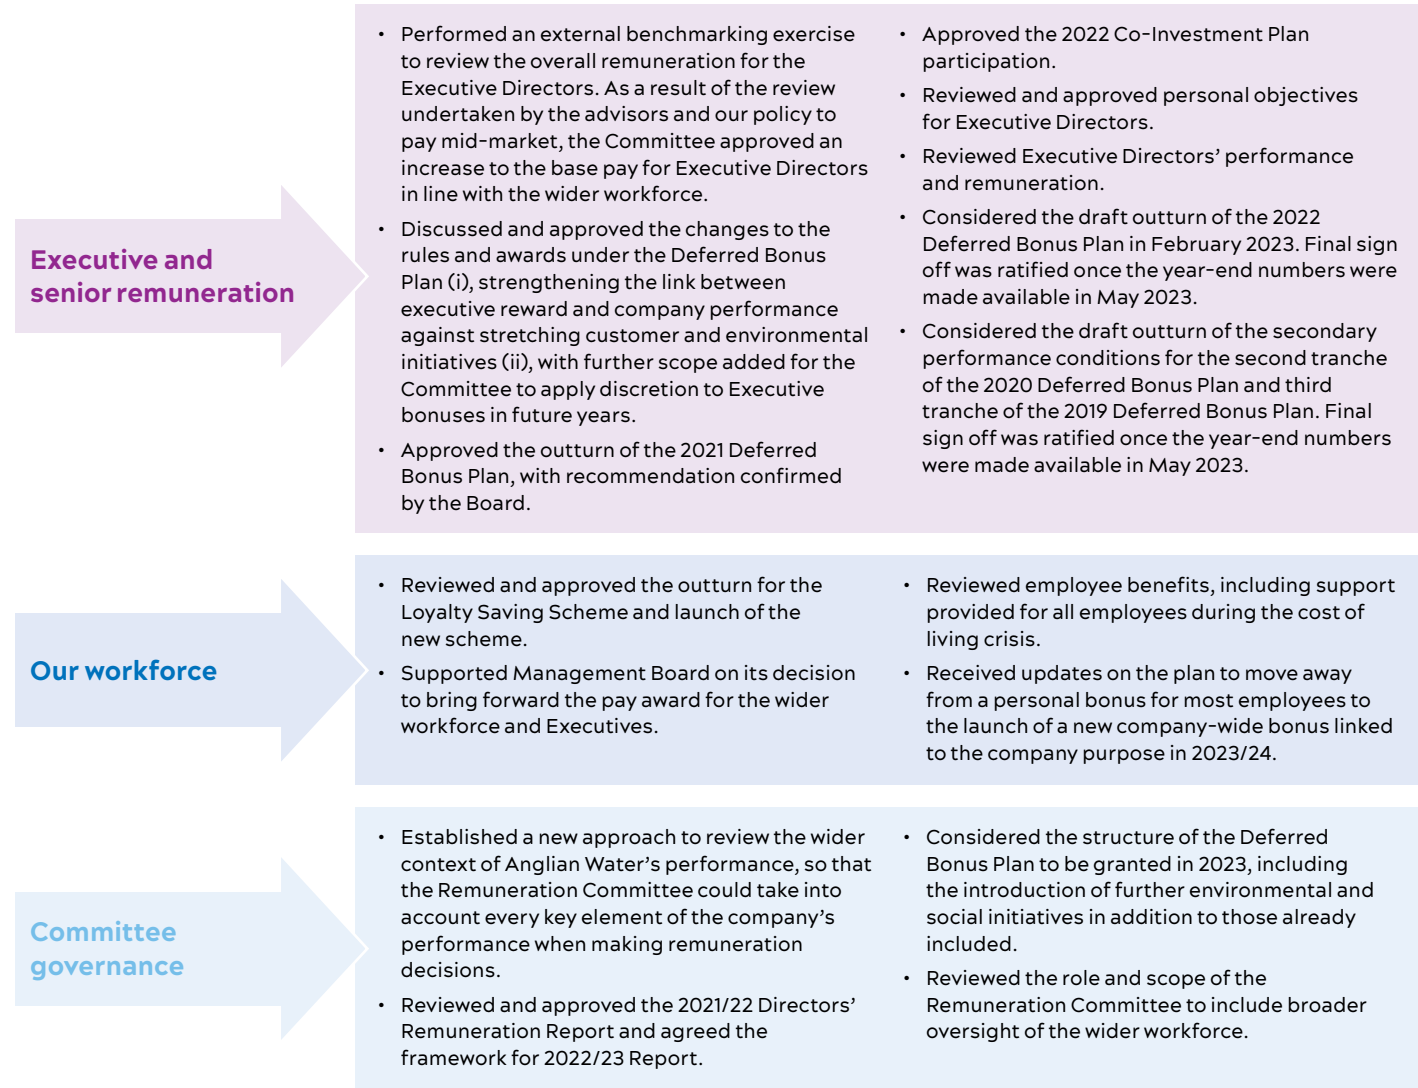 Executive and
senior remuneration
• Performed an external benchmarking exercise
to review the overall remuneration for the
Executive Directors. As a result of the review
undertaken by the advisors and our policy to
pay mid-market, the Committee approved an
increase to the base pay for Executive Directors
in line with the wider workforce.
• Discussed and approved the changes to the
rules and awards under the Deferred Bonus
Plan (i), strengthening the link between
executive reward and company performance
against stretching customer and environmental
initiatives (ii), with further scope added for the
Committee to apply discretion to Executive
bonuses in future years.
• Approved the outturn of the 2021 Deferred
Bonus Plan, with recommendation confirmed
by the Board.
• Approved the 2022 Co-Investment Plan
participation.
• Reviewed and approved personal objectives
for Executive Directors.
• Reviewed Executive Directors’ performance
and remuneration.
• Considered the draft outturn of the 2022
Deferred Bonus Plan in February 2023. Final sign
off was ratified once the year-end numbers were
made available in May 2023.
• Considered the draft outturn of the secondary
performance conditions for the second tranche
of the 2020 Deferred Bonus Plan and third
tranche of the 2019 Deferred Bonus Plan. Final
sign off was ratified once the year-end numbers
were made available in May 2023.
Our workforce
• Reviewed and approved the outturn for the
Loyalty Saving Scheme and launch of the
new scheme.
• Supported Management Board on its decision
to bring forward the pay award for the wider
workforce and Executives.
• Reviewed employee benefits, including support
provided for all employees during the cost of
living crisis.
• Received updates on the plan to move away
from a personal bonus for most employees to
the launch of a new company-wide bonus linked
to the company purpose in 2023/24.
Committee
governance
• Established a new approach to review the wider
context of Anglian Water’s performance, so that
the Remuneration Committee could take into
account every key element of the company’s
performance when making remuneration
decisions.
• Reviewed and approved the 2021/22 Directors’
Remuneration Report and agreed the
framework for 2022/23 Report.
• Considered the structure of the Deferred
Bonus Plan to be granted in 2023, including
the introduction of further environmental and
social initiatives in addition to those already
included.
• Reviewed the role and scope of the
Remuneration Committee to include broader
oversight of the wider workforce.